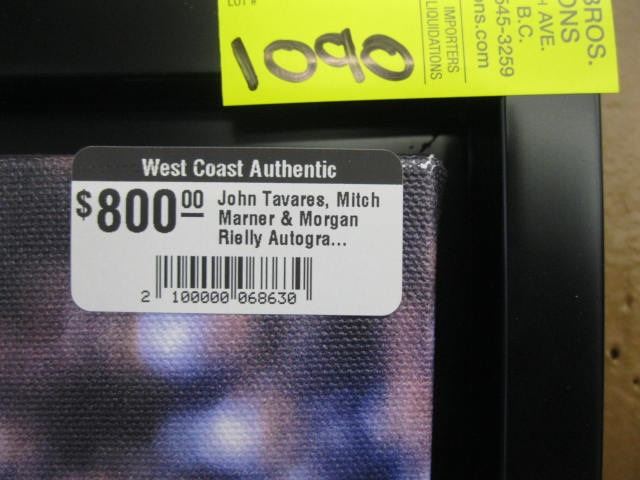 LOT #
1090
IMPORTERS
LIQUIDATIONS
BROS.
ONS
AVE.
B.C.
545-3259
ns.com
West Coast Authentic
$800 00
John Tavares, Mitch
Marner & Morgan
Rielly Autogra...
2 100000 068630